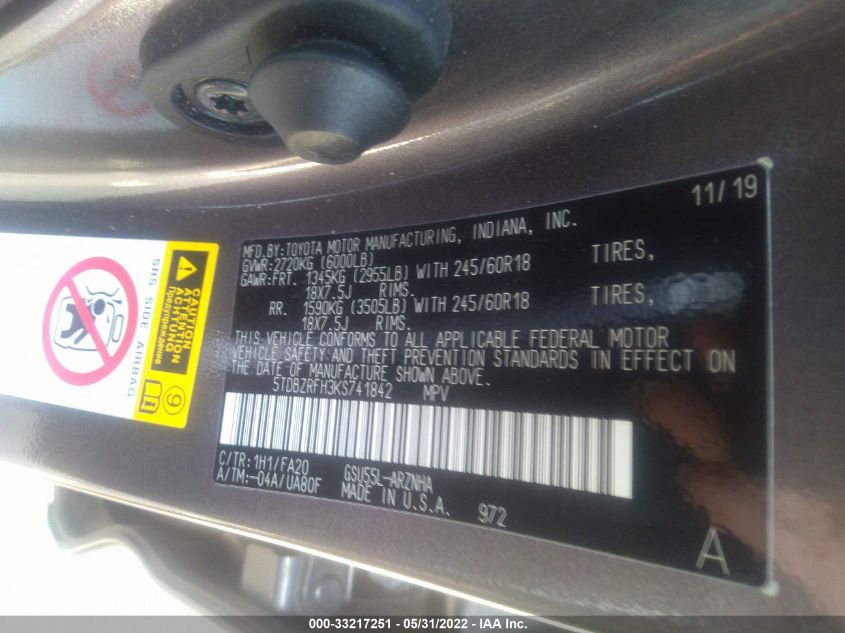 11/19
MFD.BY:TOYOTA MOTOR MANUFACTURING, INDIANA, INC.
GVWR:2720KG (6000LB)
GAWR:FRT. 1345KG (2955LB) WITH 245/60R18 TIRES,
18X7.5J RIMS.
RR. 1590KG (3505LB) WITH 245/60R18 TIRES,
18X7.5J RIMS.
THIS VEHICLE CONFORMS TO ALL APPLICABLE FEDERAL MOTOR
VEHICLE SAFETY AND THEFT PREVENTION STANDARDS IN EFFECT ON
THE DATE OF MANUFACTURE SHOWN ABOVE.
5TDBZRFH3KS741842 MPV
C/TR:1H1/FA20 GSU55L-ARZNHA
A/TM:-04A/UA80F MADE IN U.S.A. 972
A
SRS SIDE AIRBAG
CAUTION
ATTENTION
ACHTUNG
Предупреждение
9
000-33217251 - 05/31/2022 - IAA Inc.